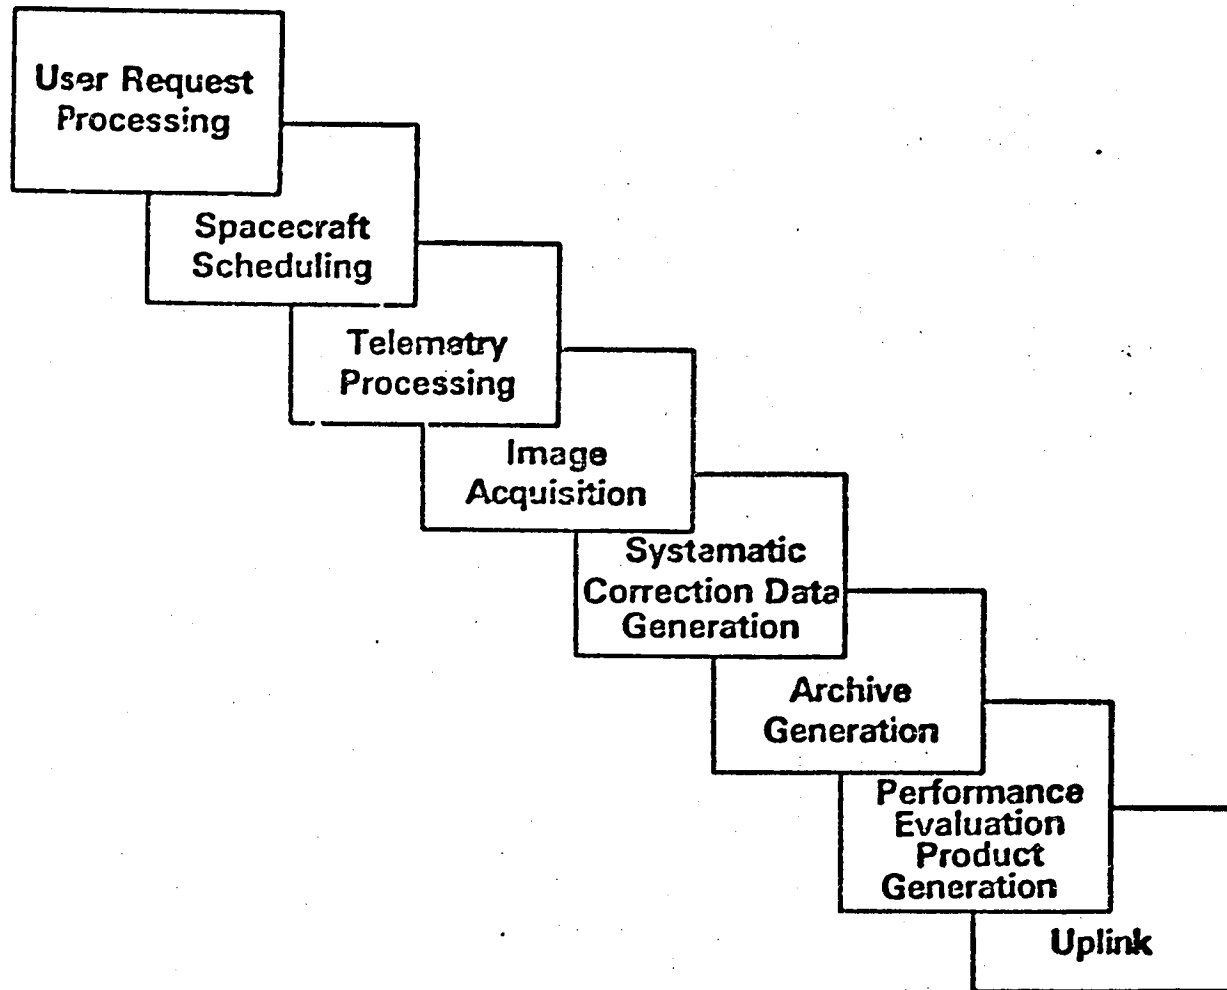 User Request
Processing
Spacecraft
Scheduling
Telemetry
Processing
Image
Acquisition
Systematic
Correction Data
Generation
Archive
Generation
Performance
Evaluation
Product
Generation
Uplink